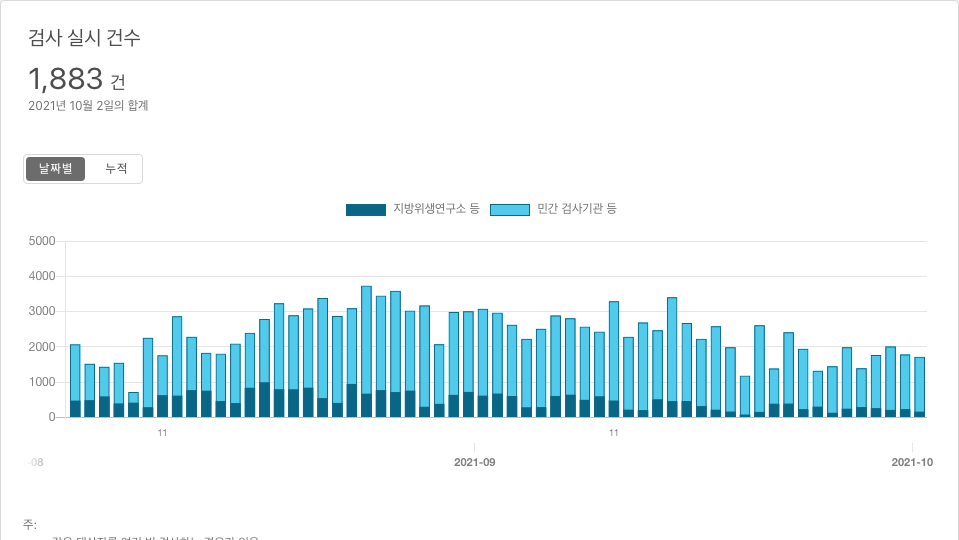 검사 실시 건수
1,883 건
2021년 10월 2일의 합계
날짜별 누적
지방위생연구소 등 민간 검사기관 등
5000
4000
3000
2000
1000
0
11 11
-08 2021-09 2021-10
주: